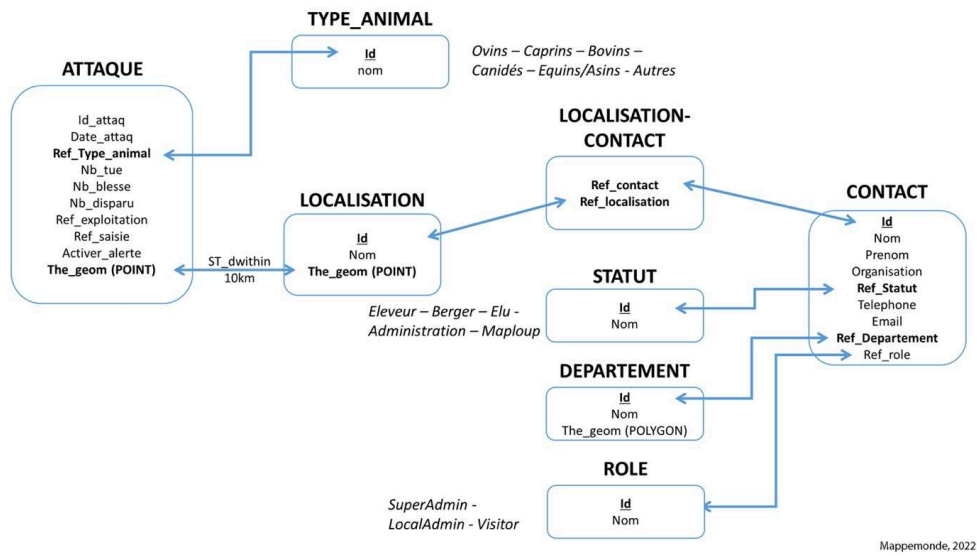 TYPE_ANIMAL
Id
nom
Ovins – Caprins – Bovins –
Canidés – Equins/Asins - Autres
ATTAQUE
Id_attaq
Date_attaq
Ref_Type_animal
Nb_tue
Nb_blesse
Nb_disparu
Ref_exploitation
Ref_saisie
Activer_alerte
The_geom (POINT)
ST_dwithin
10km
LOCALISATION
Id
Nom
The_geom (POINT)
LOCALISATION-
CONTACT
Ref_contact
Ref_localisation
CONTACT
Id
Nom
Prenom
Organisation
Ref_Statut
Telephone
Email
Ref_Departement
Ref_role
STATUT
Id
Nom
Eleveur – Berger – Elu -
Administration – Maploup
DEPARTEMENT
Id
Nom
The_geom (POLYGON)
ROLE
Id
Nom
SuperAdmin -
LocalAdmin - Visitor
Mappemonde, 2022